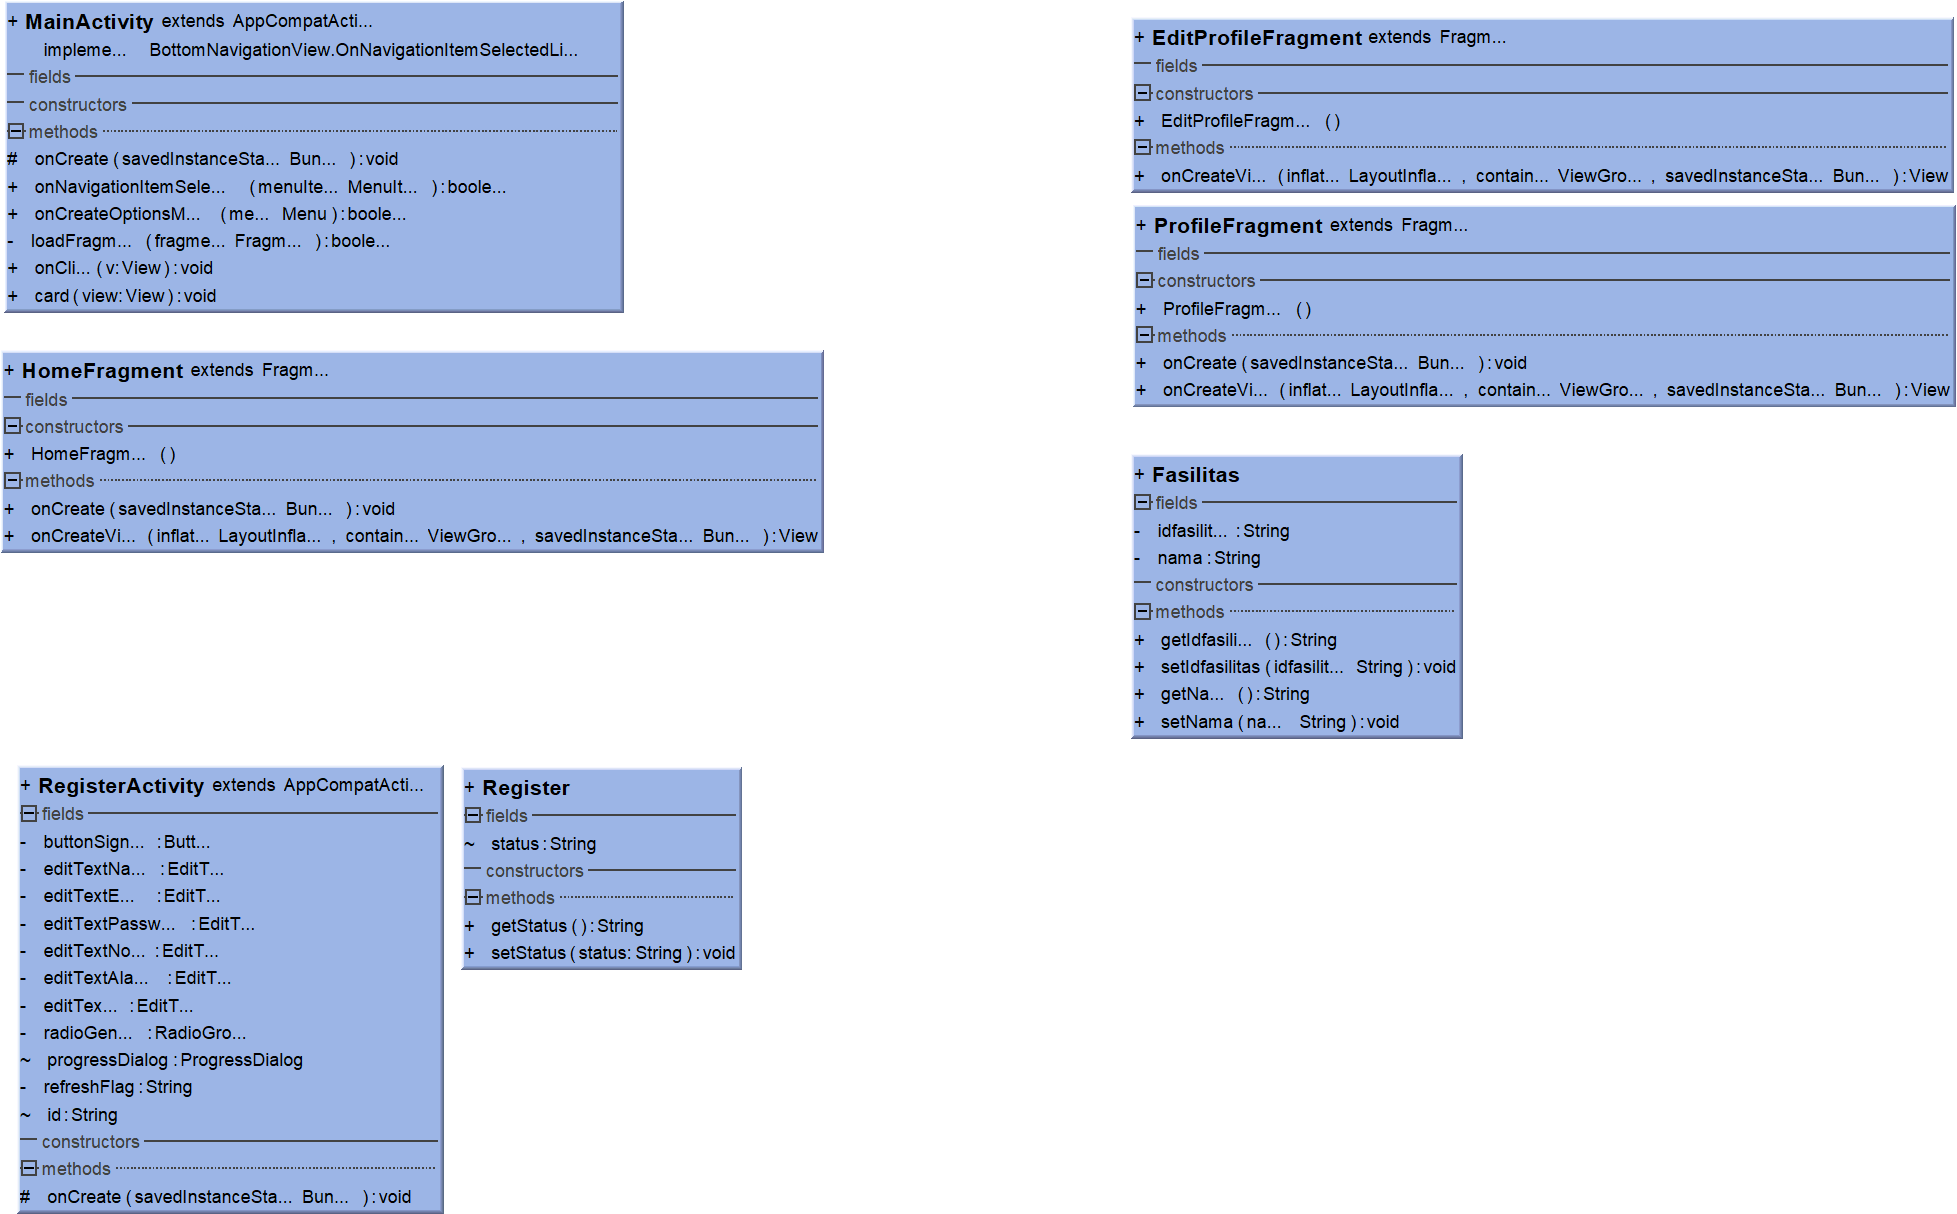 + MainActivity extends AppCompatActi...
impleme... BottomNavigationView.OnNavigationItemSelectedLi...
fields
constructors
methods
# onCreate ( savedInstanceSta... Bun... ) : void
+ onNavigationItemSele... ( menuIte... MenuIt... ) : boole...
+ onCreateOptionsM... ( me... Menu ) : boole...
- loadFragm... ( fragme... Fragm... ) : boole...
+ onCli... ( v: View ) : void
+ card ( view: View ) : void
+ HomeFragment extends Fragm...
fields
constructors
+ HomeFragm... ( )
methods
+ onCreate ( savedInstanceSta... Bun... ) : void
+ onCreateVi... ( inflat... LayoutInfla... , contain... ViewGro... , savedInstanceSta... Bun... ) : View
+ EditProfileFragment extends Fragm...
fields
constructors
+ EditProfileFragm... ( )
methods
+ onCreateVi... ( inflat... LayoutInfla... , contain... ViewGro... , savedInstanceSta... Bun... ) : View
+ ProfileFragment extends Fragm...
fields
constructors
+ ProfileFragm... ( )
methods
+ onCreate ( savedInstanceSta... Bun... ) : void
+ onCreateVi... ( inflat... LayoutInfla... , contain... ViewGro... , savedInstanceSta... Bun... ) : View
+ Fasilitas
fields
- idfasilit... : String
- nama : String
constructors
methods
+ getIdfasili... ( ) : String
+ setIdfasilitas ( idfasilit... String ) : void
+ getNa... ( ) : String
+ setNama ( na... String ) : void
+ RegisterActivity extends AppCompatActi...
fields
- buttonSign... : Butt...
- editTextNa... : EditT...
- editTextE... : EditT...
- editTextPassw... : EditT...
- editTextNo... : EditT...
- editTextAla... : EditT...
- editTex... : EditT...
- radioGen... : RadioGro...
~ progressDialog : ProgressDialog
- refreshFlag : String
~ id : String
constructors
methods
# onCreate ( savedInstanceSta... Bun... ) : void
+ Register
fields
~ status : String
constructors
methods
+ getStatus ( ) : String
+ setStatus ( status: String ) : void